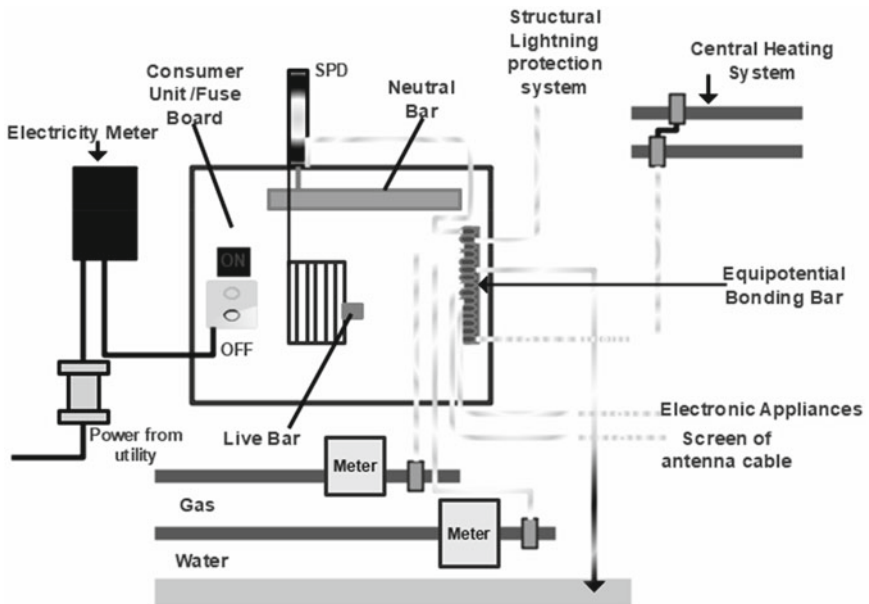 Structural
Lightning
protection
system
Central Heating
System
SPD
Consumer
Unit /Fuse
Board
Neutral
Bar
Electricity Meter
ON
OFF
Equipotential
Bonding Bar
Power from
utility
Live Bar
Electronic Appliances
Screen of
antenna cable
Meter
Gas
Meter
Water